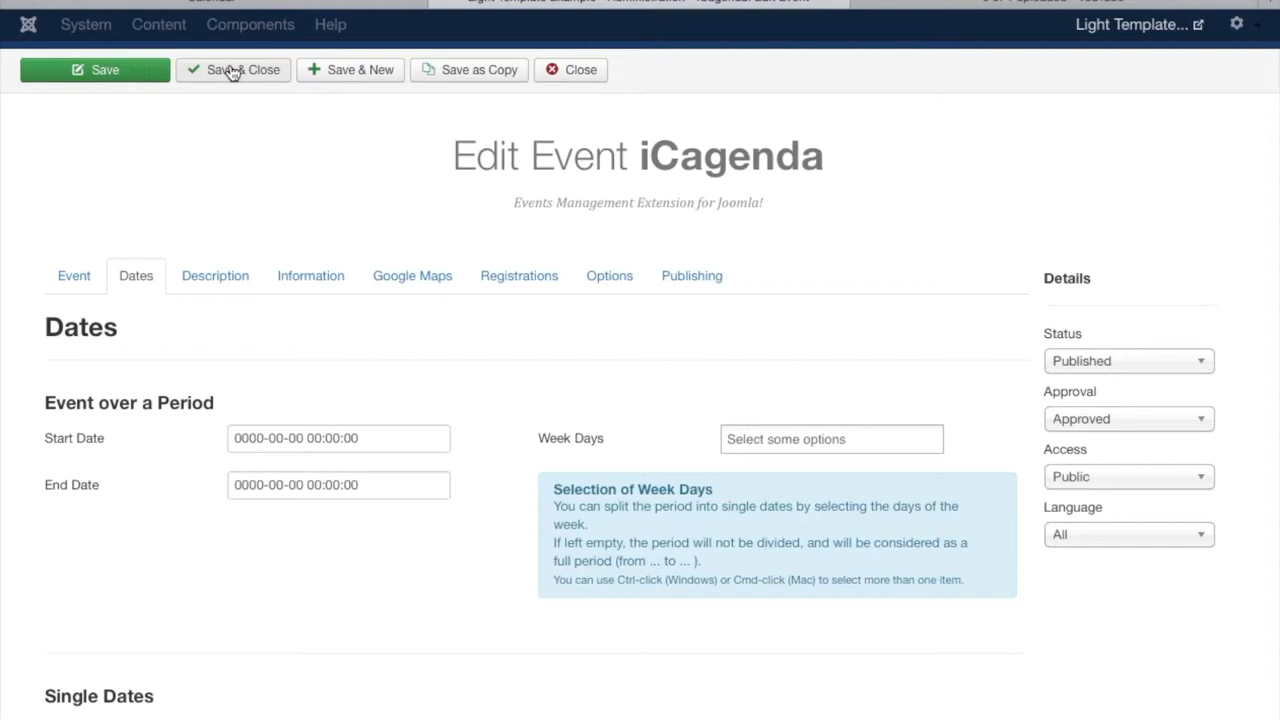 System Content Components Help Light Template...
Save Save & Close Save & New Save as Copy Close
Edit Event iCagenda
Events Management Extension for Joomla!
Event Dates Description Information Google Maps Registrations Options Publishing
Details
Dates
Status
Published
Approval
Approved
Access
Public
Language
All
Event over a Period
Start Date 0000-00-00 00:00:00
End Date 0000-00-00 00:00:00
Week Days Select some options
Selection of Week Days
You can split the period into single dates by selecting the days of the
week.
If left empty, the period will not be divided, and will be considered as a
full period (from ... to ... ).
You can use Ctrl-click (Windows) or Cmd-click (Mac) to select more than one item.
Single Dates